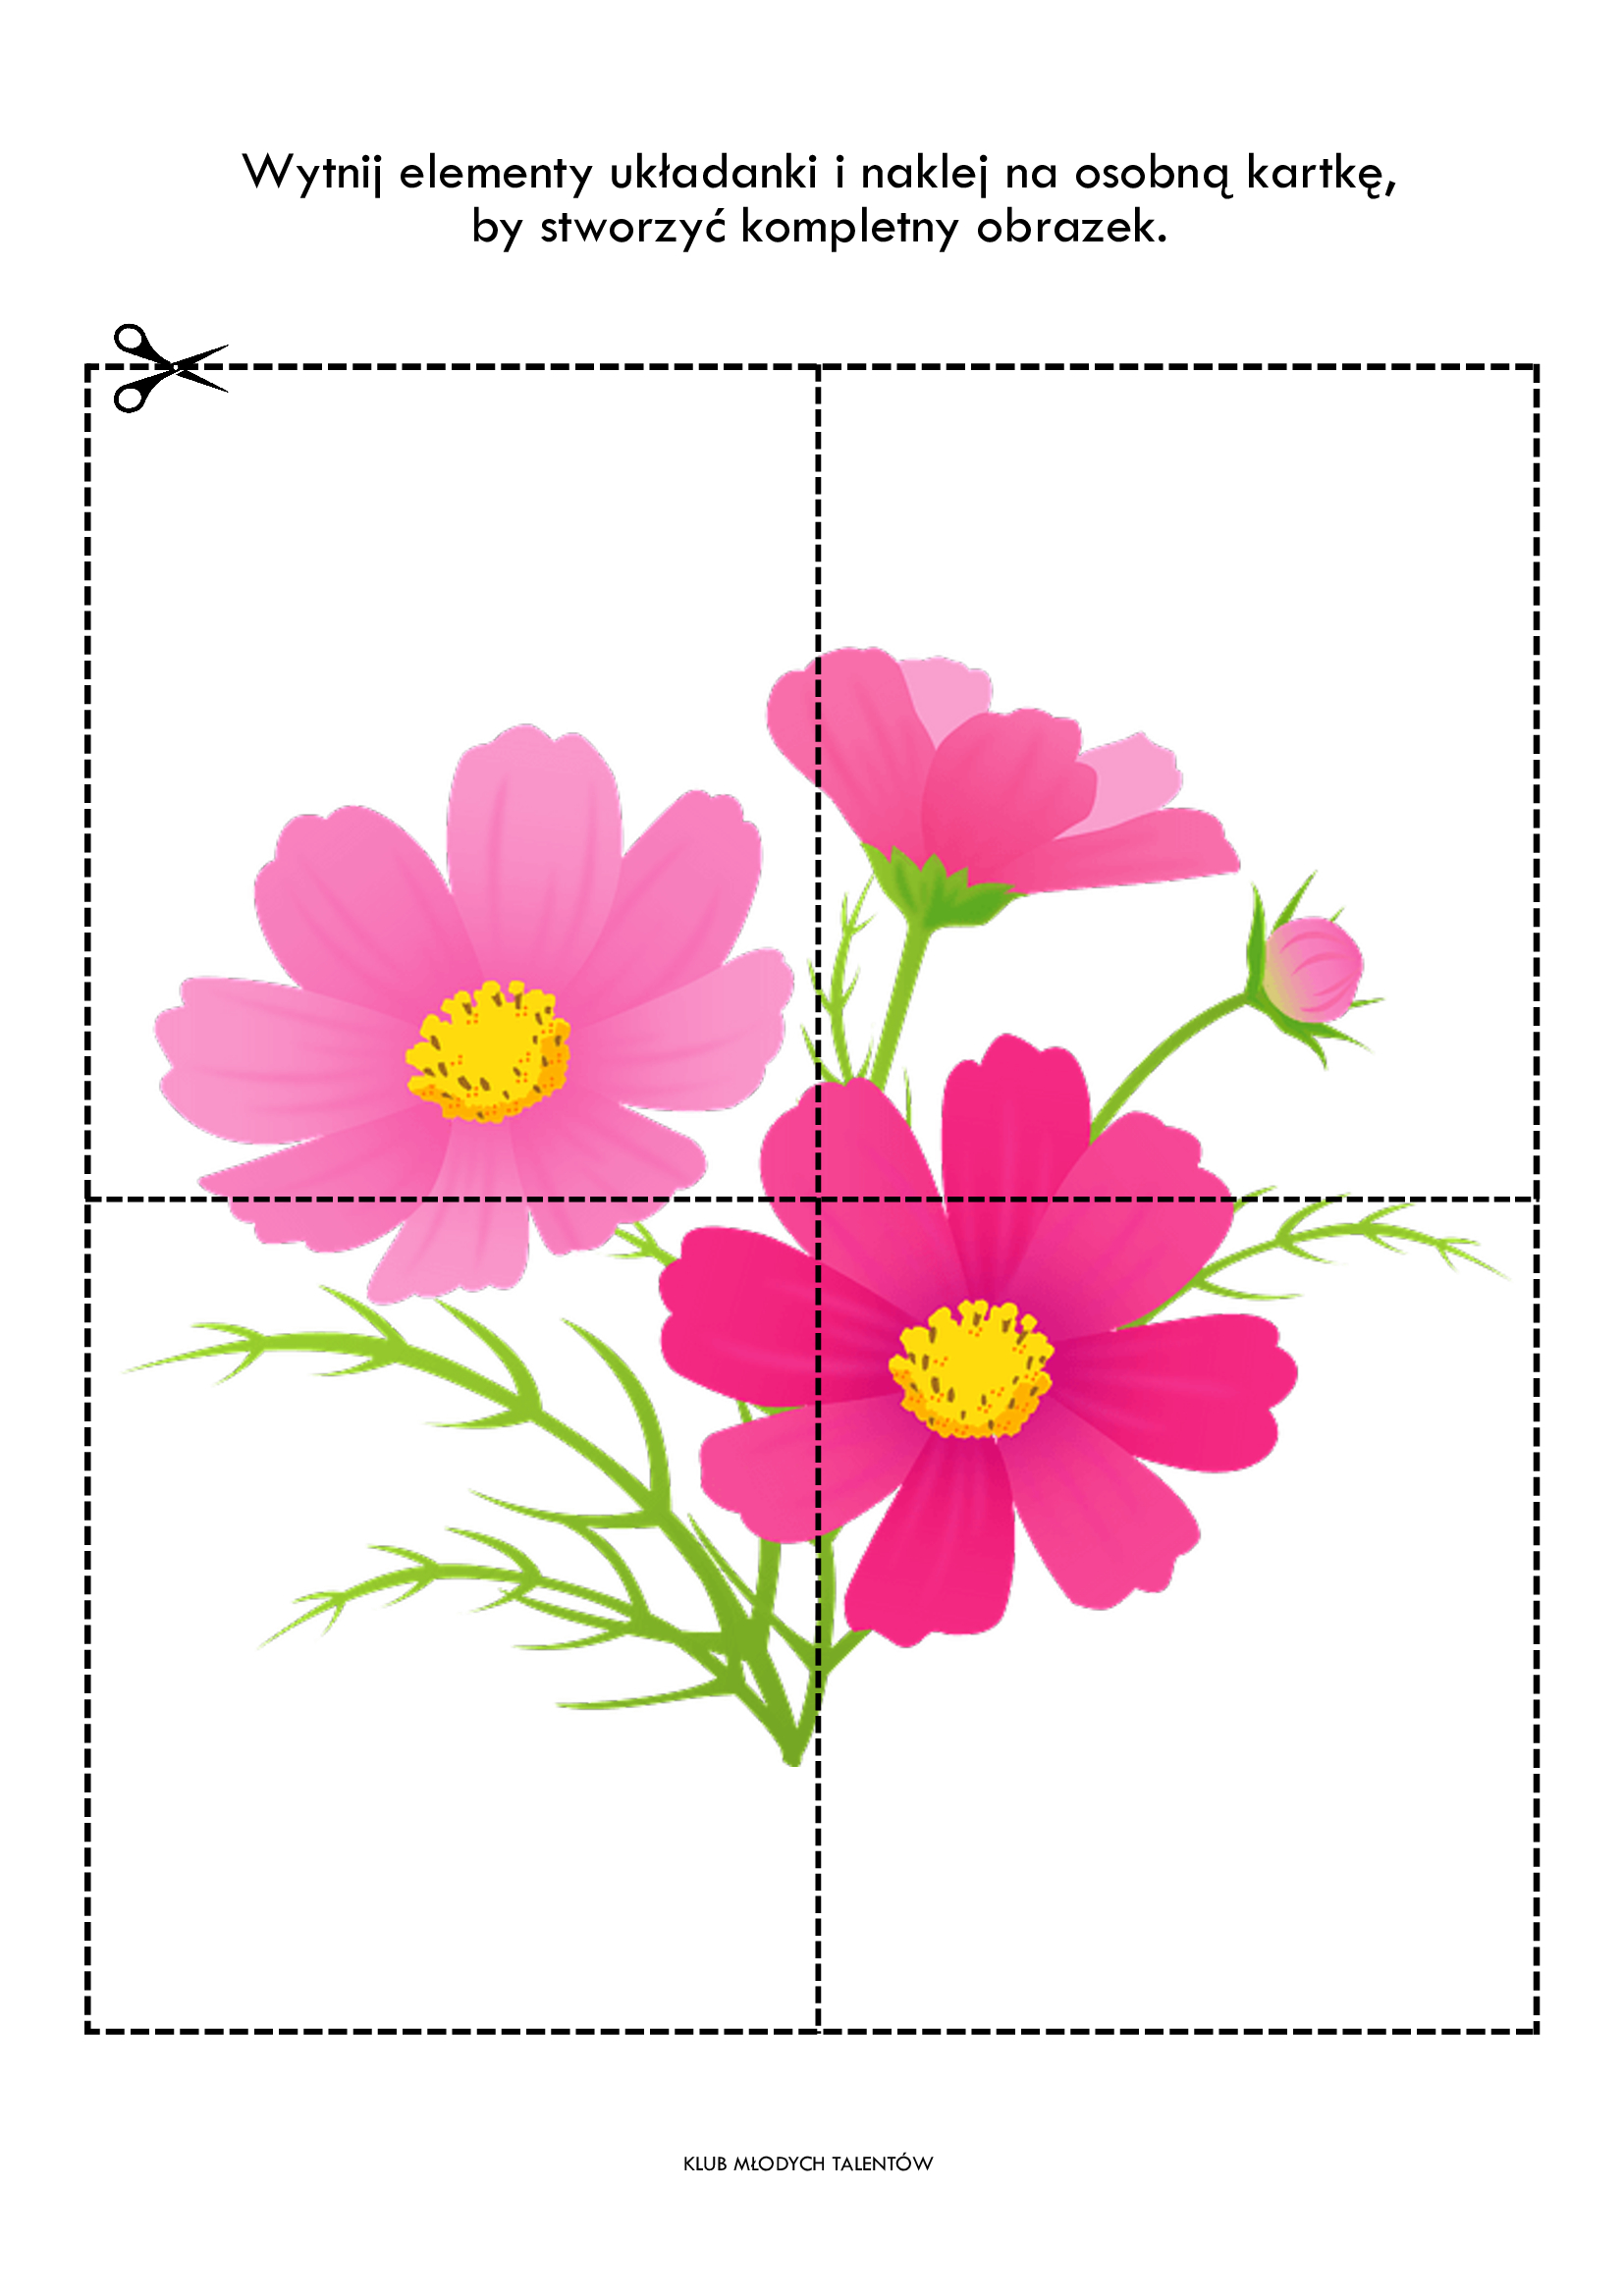 Wytnij elementy układanki i naklej na osobną kartkę,
by stworzyć kompletny obrazek.
KLUB MŁODYCH TALENTÓW